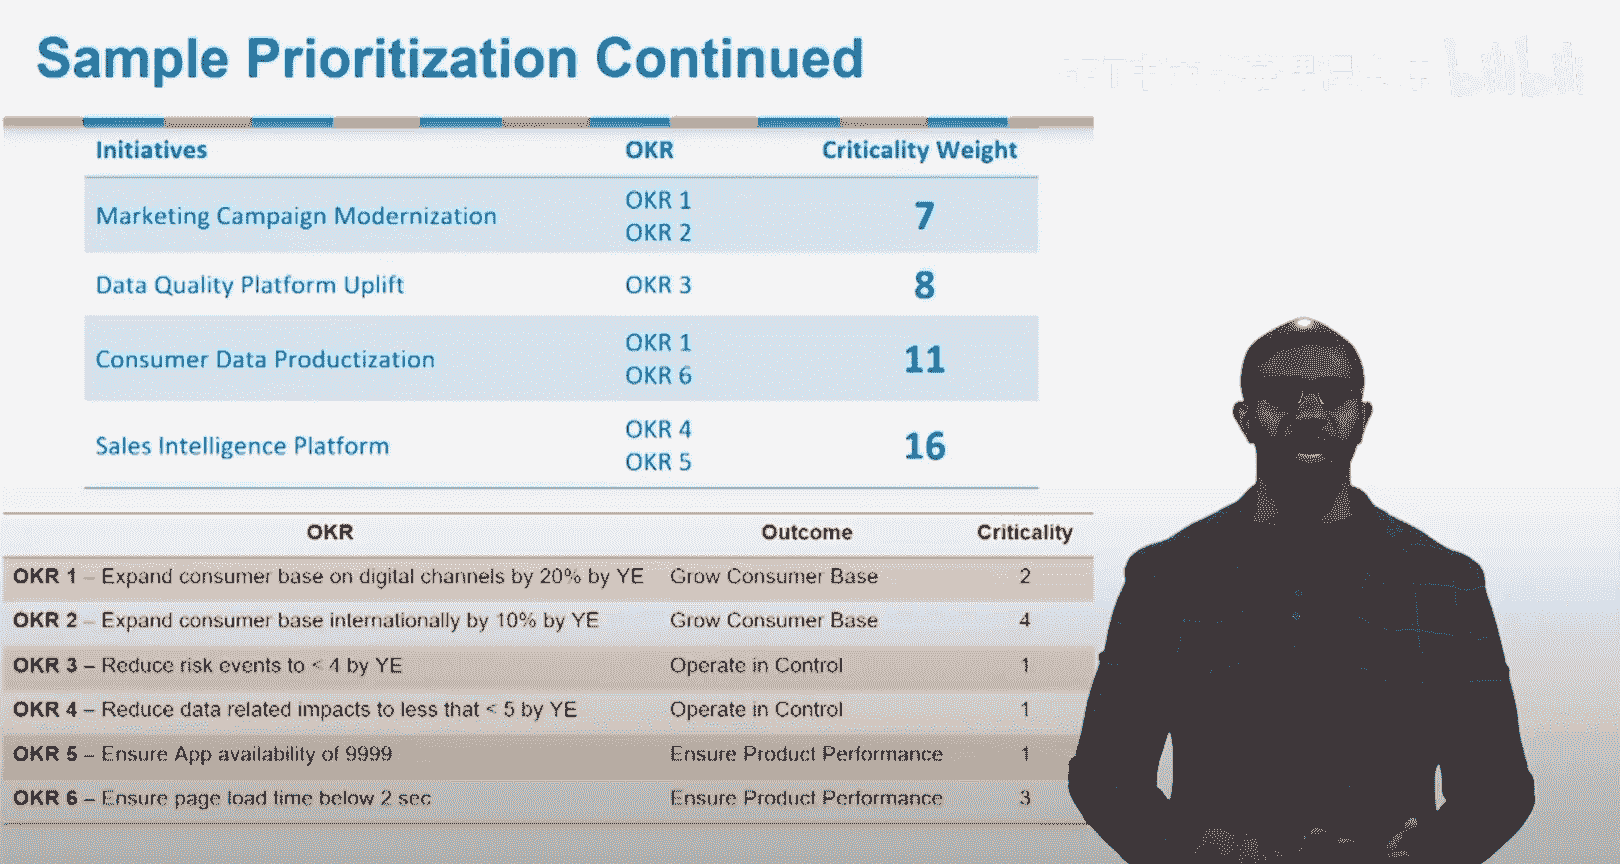 Sample Prioritization Continued
Initiatives OKR Criticality Weight
Marketing Campaign Modernization OKR 1 OKR 2 7
Data Quality Platform Uplift OKR 3 8
Consumer Data Productization OKR 1 OKR 6 11
Sales Intelligence Platform OKR 4 OKR 5 16
OKR Outcome Criticality
OKR 1 – Expand consumer base on digital channels by 20% by YE Grow Consumer Base 2
OKR 2 – Expand consumer base internationally by 10% by YE Grow Consumer Base 4
OKR 3 – Reduce risk events to < 4 by YE Operate in Control 1
OKR 4 – Reduce data related impacts to less that < 5 by YE Operate in Control 1
OKR 5 – Ensure App availability of 9999 Ensure Product Performance 1
OKR 6 – Ensure page load time below 2 sec Ensure Product Performance 3